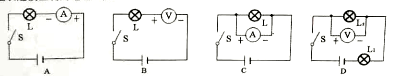 L - A +
S
A
L + V -
S
B
L
+ A -
S
C
L₂
+ V -
S
L₁
D